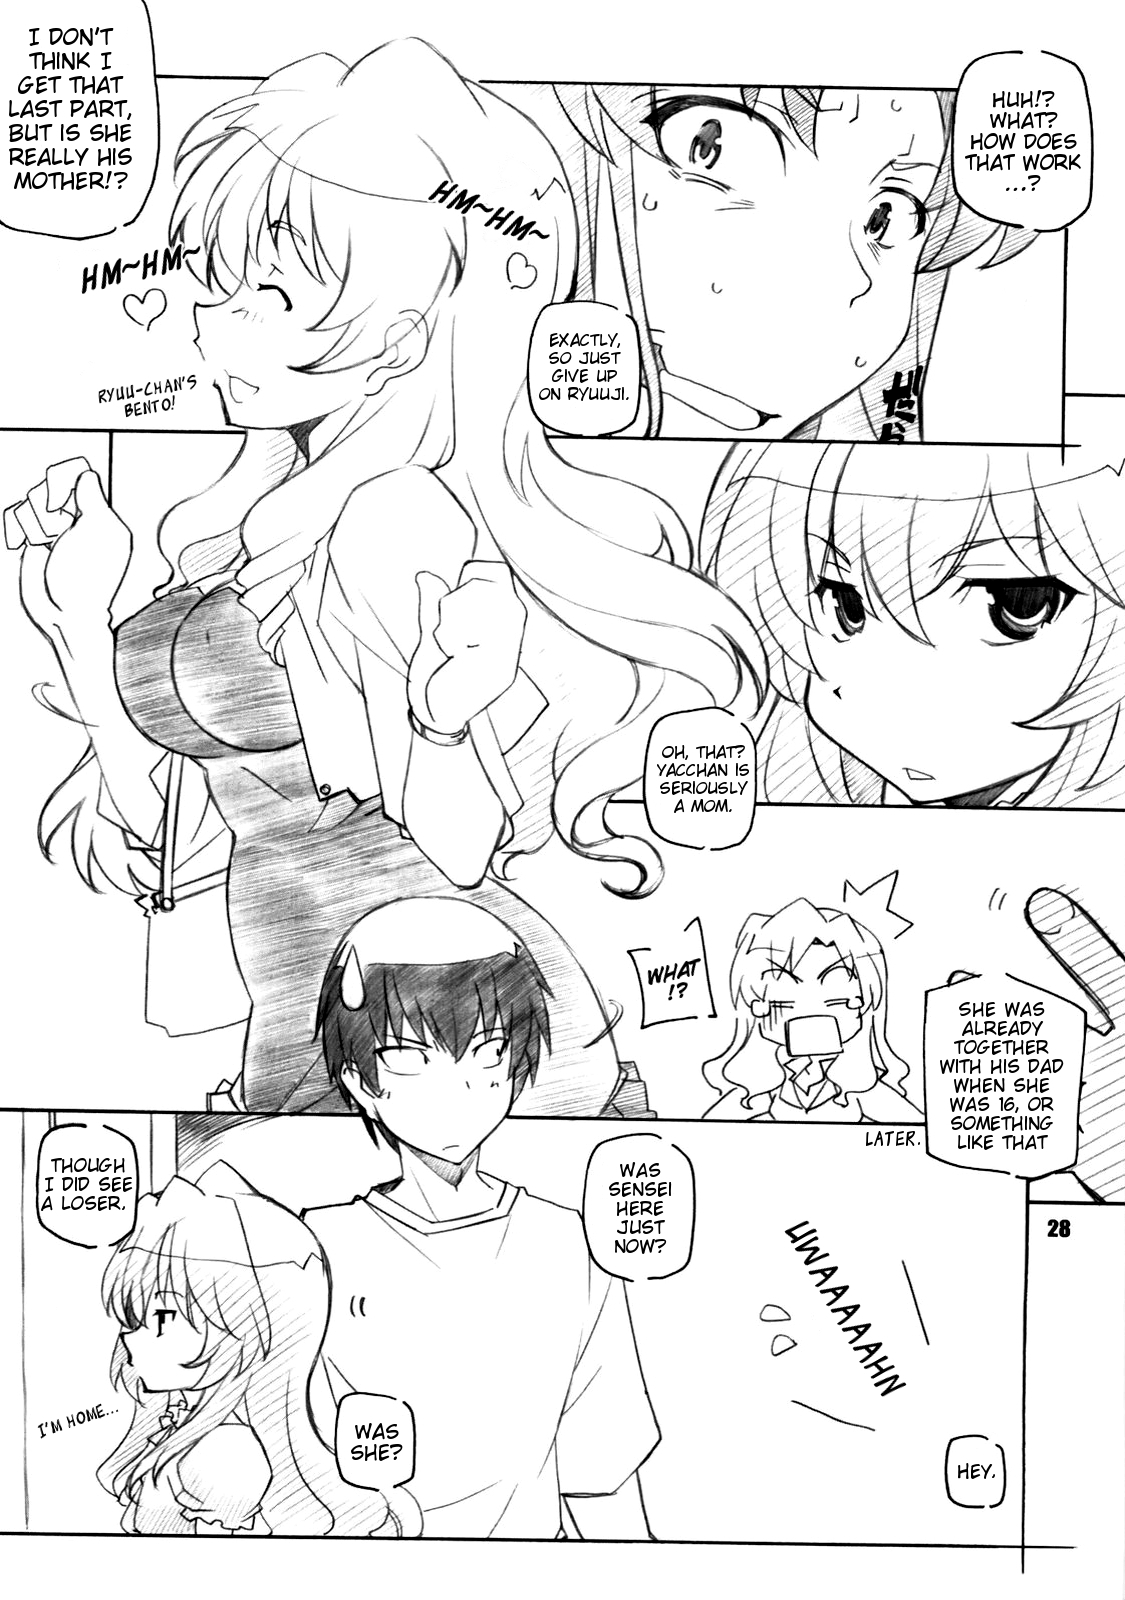 HUH!?
WHAT?
HOW DOES
THAT WORK
...?
I DON'T
THINK I
GET THAT
LAST PART,
BUT IS SHE
REALLY HIS
MOTHER!?
HM~HM~
HM~HM~
RYUU-CHAN'S
BENTO!
EXACTLY,
SO JUST
GIVE UP
ON RYUUJI.
だら
OH, THAT?
YACCHAN IS
SERIOUSLY
A MOM.
SHE WAS
ALREADY
TOGETHER
WITH HIS DAD
WHEN SHE
WAS 16, OR
SOMETHING
LIKE THAT
WHAT
!?
LATER.
28
HEY.
UWAAAAAHN
WAS
SENSEI
HERE
JUST
NOW?
WAS
SHE?
THOUGH
I DID SEE
A LOSER.
I'M HOME...